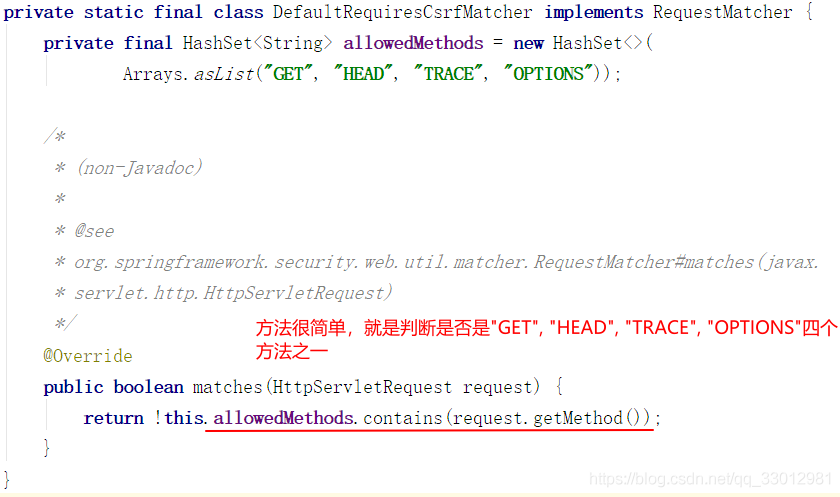 private static final class DefaultRequiresCsrfMatcher implements RequestMatcher {
private final HashSet<String> allowedMethods = new HashSet<>(
Arrays.asList("GET", "HEAD", "TRACE", "OPTIONS"));
/*
* (non-Javadoc)
*
* @see
* org.springframework.security.web.util.matcher.RequestMatcher#matches(javax.
* servlet.http.HttpServletRequest)
*/
方法很简单，就是判断是否是"GET", "HEAD", "TRACE", "OPTIONS"四个
方法之一
@Override
public boolean matches(HttpServletRequest request) {
return !this.allowedMethods.contains(request.getMethod());
}
}
https://blog.csdn.net/qq_33012981